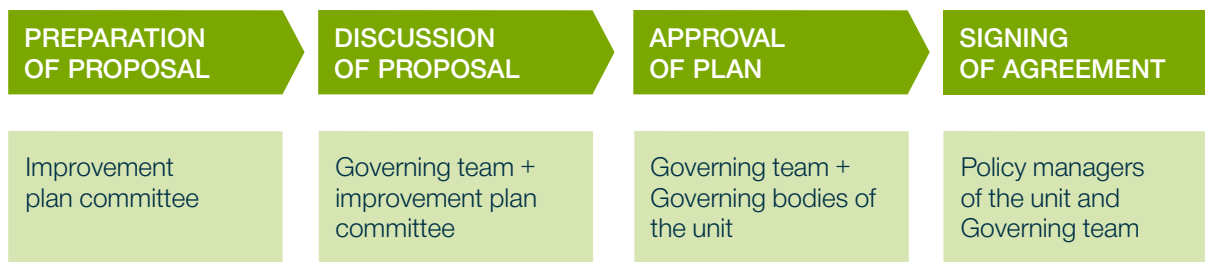 PREPARATION
OF PROPOSAL
DISCUSSION
OF PROPOSAL
APPROVAL
OF PLAN
SIGNING
OF AGREEMENT
Improvement
plan committee
Governing team +
improvement plan
committee
Governing team +
Governing bodies of
the unit
Policy managers
of the unit and
Governing team